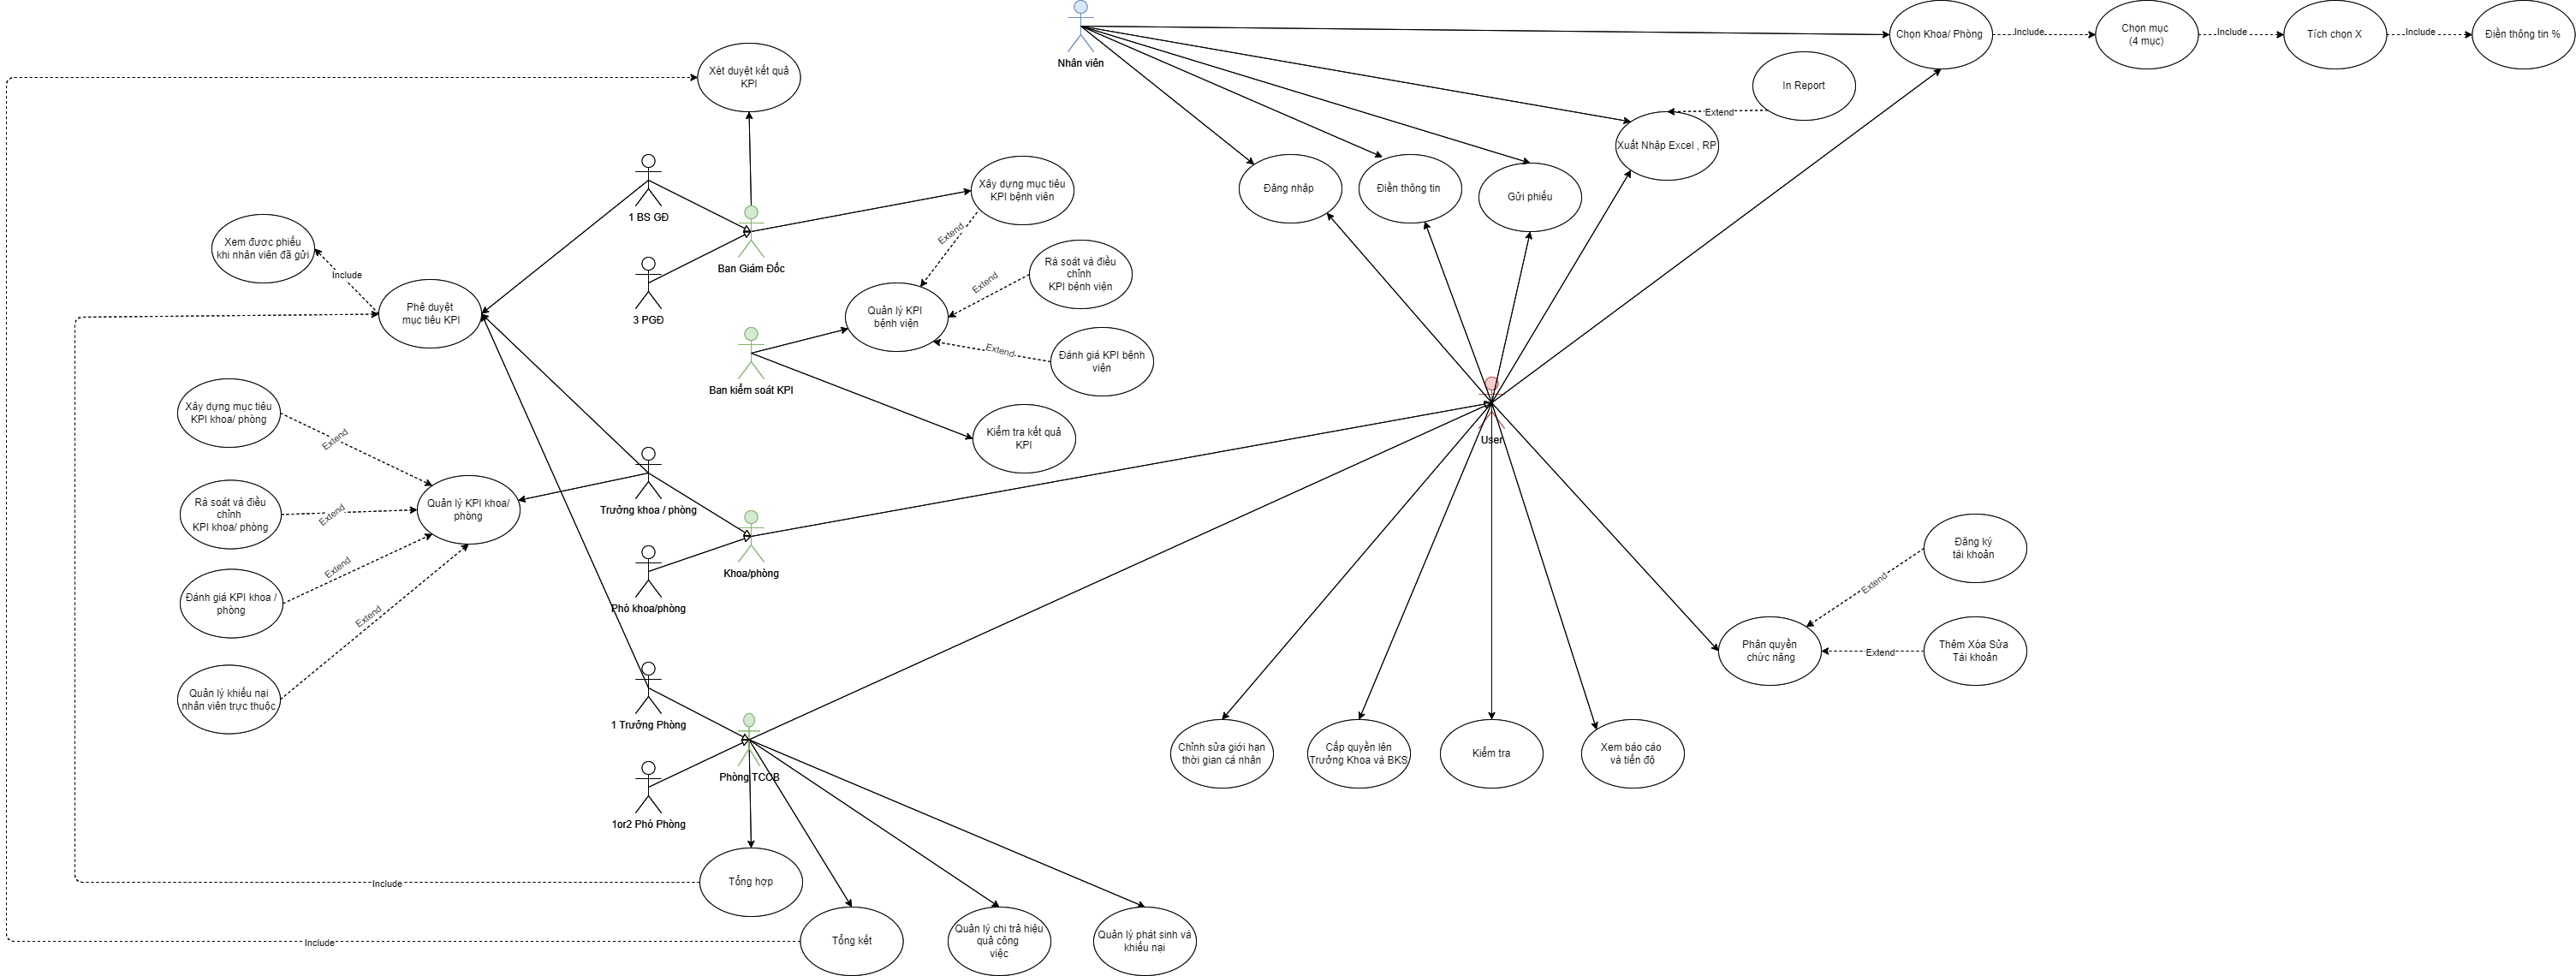 Nhân viên
Chọn Khoa/ Phòng
Include
Chọn mục
(4 mục)
Include
Tích chọn X
Include
Điền thông tin %
Xét duyệt kết quả
KPI
In Report
Extend
Xuất Nhập Excel , RP
1 BS GĐ
Xây dựng mục tiêu
KPI bệnh viện
Đăng nhập
Điền thông tin
Gửi phiếu
Xem được phiếu
khi nhân viên đã gửi
Include
Extend
Ban Giám Đốc
Rà soát và điều
chỉnh
KPI bệnh viện
Extend
3 PGĐ
Phê duyệt
mục tiêu KPI
Quản lý KPI
bệnh viện
Extend
Đánh giá KPI bệnh
viện
Ban kiểm soát KPI
Xây dựng mục tiêu
KPI khoa/ phòng
Extend
Kiểm tra kết quả
KPI
User
Rà soát và điều
chỉnh
KPI khoa/ phòng
Extend
Quản lý KPI khoa/
phòng
Trưởng khoa / phòng
Đăng ký
tài khoản
Extend
Đánh giá KPI khoa /
phòng
Extend
Khoa/phòng
Phó khoa/phòng
Extend
Phân quyền
chức năng
Extend
Thêm Xóa Sửa
Tài khoản
Quản lý khiếu nại
nhân viên trực thuộc
1 Trưởng Phòng
Phòng TCCB
Chỉnh sửa giới hạn
thời gian cá nhân
Cấp quyền lên
Trưởng Khoa và BKS
Kiểm tra
Xem báo cáo
và tiến độ
1or2 Phó Phòng
Include
Tổng hợp
Include
Tổng kết
Quản lý chi trả hiệu
quả công
việc
Quản lý phát sinh và
khiếu nại